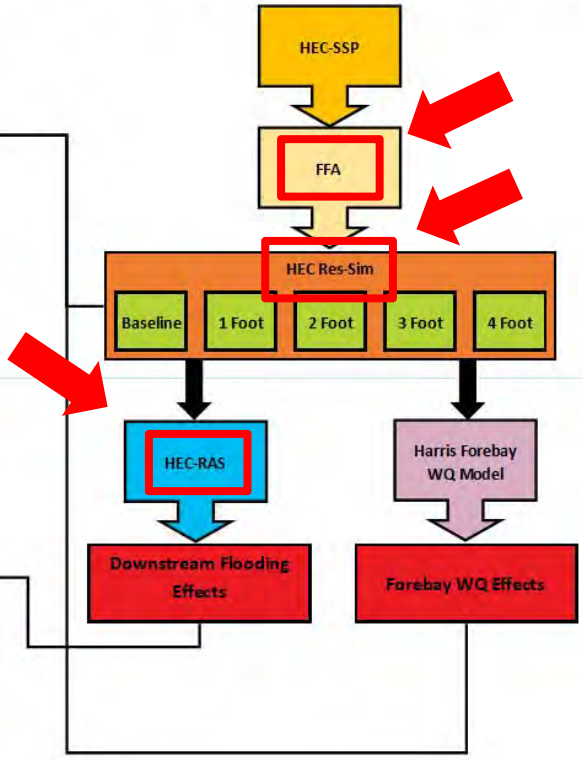 HEC-SSP
FFA
HEC Res-Sim
Baseline
1 Foot
2 Foot
3 Foot
4 Foot
HEC-RAS
Harris Forebay
WQ Model
Downstream Flooding
Effects
Forebay WQ Effects